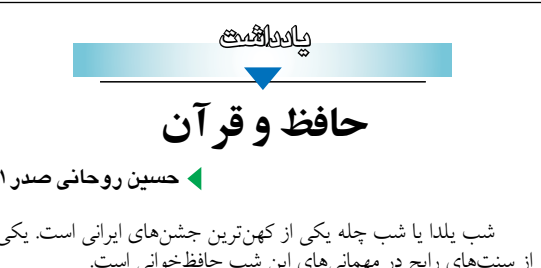 یادداشت
حافظ و قرآن
حسین روحانی صدر۱
شب یلدا یا شب چله یکی از کهن‌ترین جشن‌های ایرانی است. یکی
از سنت‌های رایج در مهمانی‌های این شب حافظ‌خوانی است.